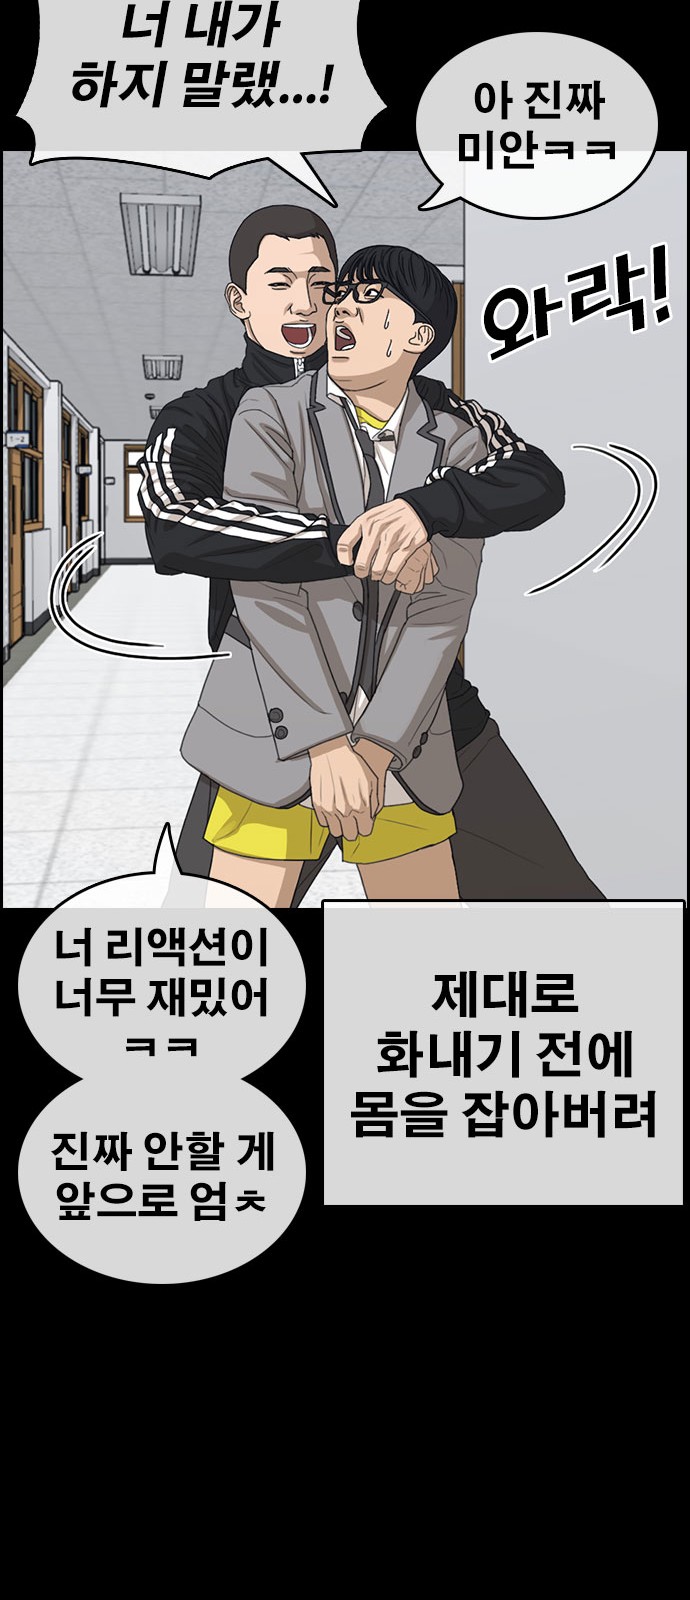 너 내가
하지 말랬...!
아 진짜
미안ㅋㅋ
와락!
1-2
너 리액션이
너무 재밌어
ㅋㅋ
제대로
화내기 전에
몸을 잡아버려
진짜 안할 게
앞으로 엄ㅊ